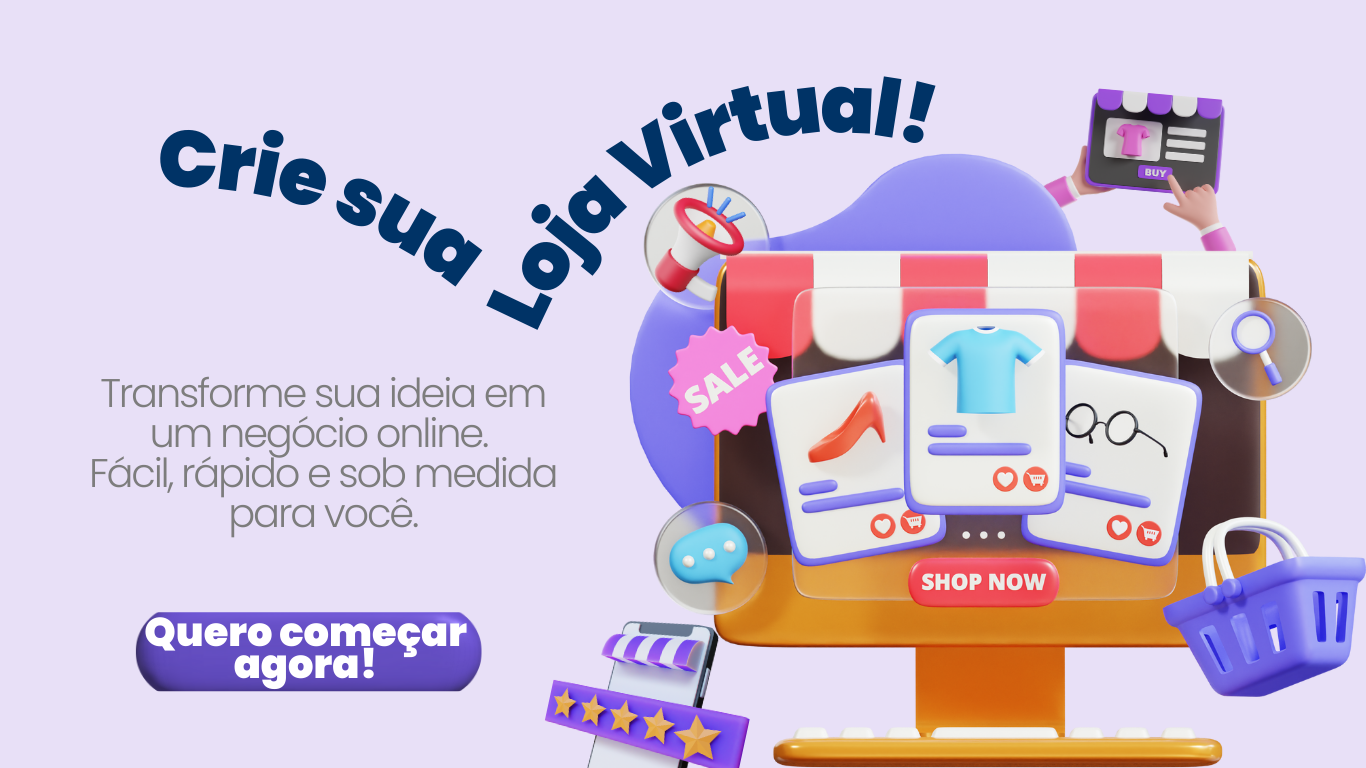 Crie sua
Loja Virtual!
BUY
SALE
Transforme sua ideia em
um negócio online.
Fácil, rápido e sob medida
para você.
SHOP NOW
Quero começar
agora!